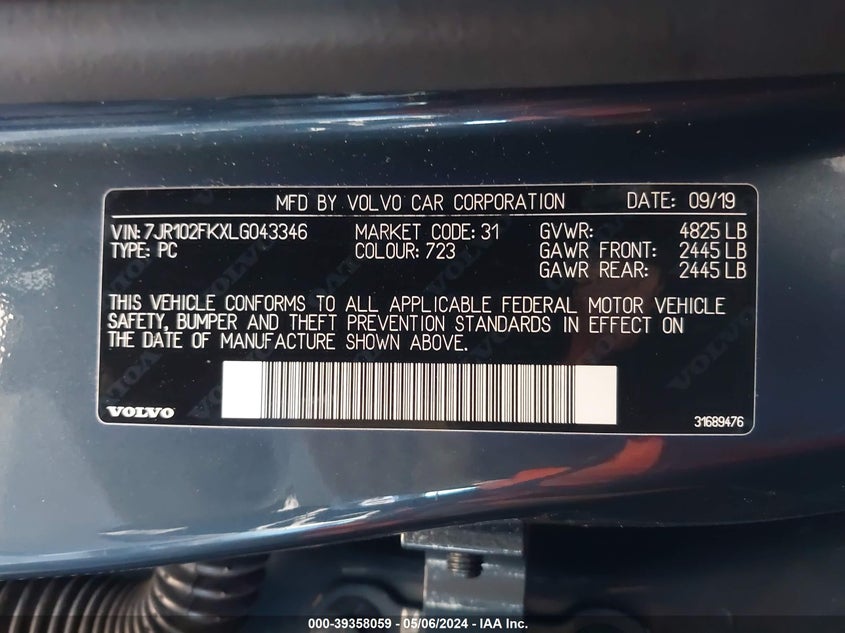 MFD BY VOLVO CAR CORPORATION DATE: 09/19
VIN: 7JR102FKXLG043346 MARKET CODE: 31 GVWR: 4825 LB
TYPE: PC COLOUR: 723 GAWR FRONT: 2445 LB
GAWR REAR: 2445 LB
THIS VEHICLE CONFORMS TO ALL APPLICABLE FEDERAL MOTOR VEHICLE
SAFETY, BUMPER AND THEFT PREVENTION STANDARDS IN EFFECT ON
THE DATE OF MANUFACTURE SHOWN ABOVE.
VOLVO
31689476
000-39358059 - 05/06/2024 - IAA Inc.